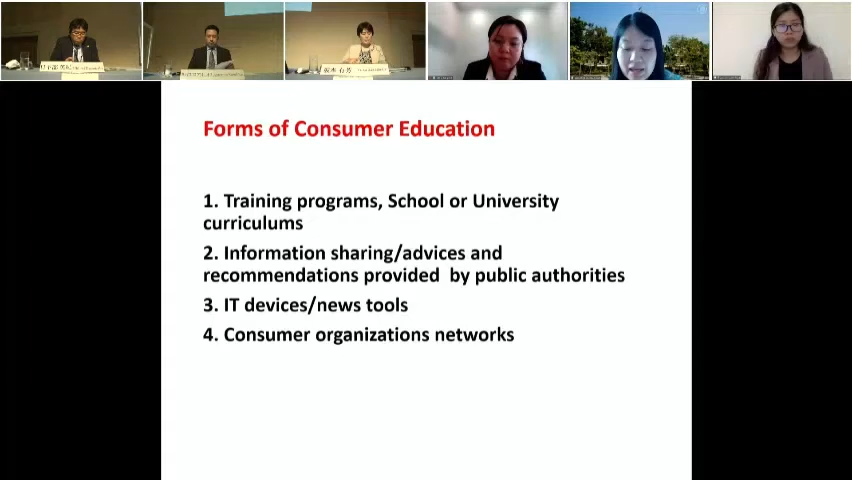 Forms of Consumer Education
1. Training programs, School or University
curriculums
2. Information sharing/advices and
recommendations provided by public authorities
3. IT devices/news tools
4. Consumer organizations networks